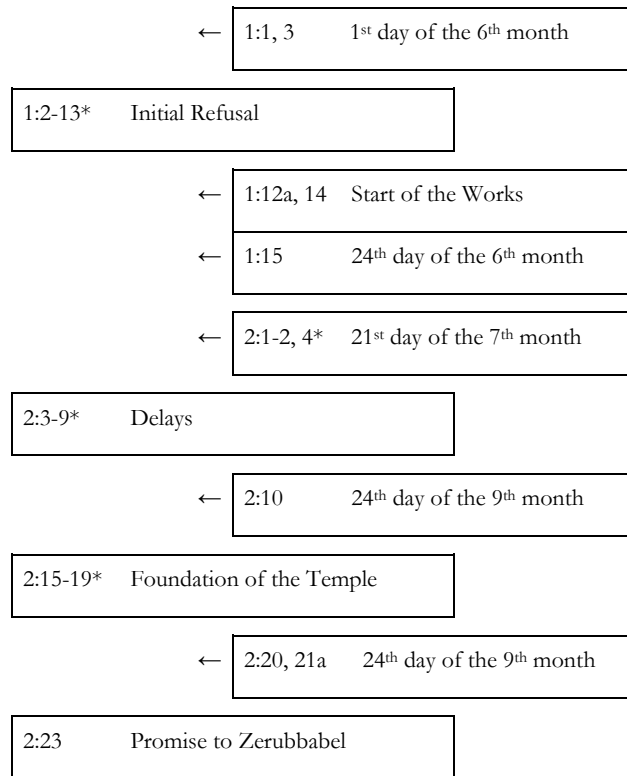 ← 1:1, 3 1st day of the 6th month
1:2-13* Initial Refusal
← 1:12a, 14 Start of the Works
← 1:15 24th day of the 6th month
← 2:1-2, 4* 21st day of the 7th month
2:3-9* Delays
← 2:10 24th day of the 9th month
2:15-19* Foundation of the Temple
← 2:20, 21a 24th day of the 9th month
2:23 Promise to Zerubbabel